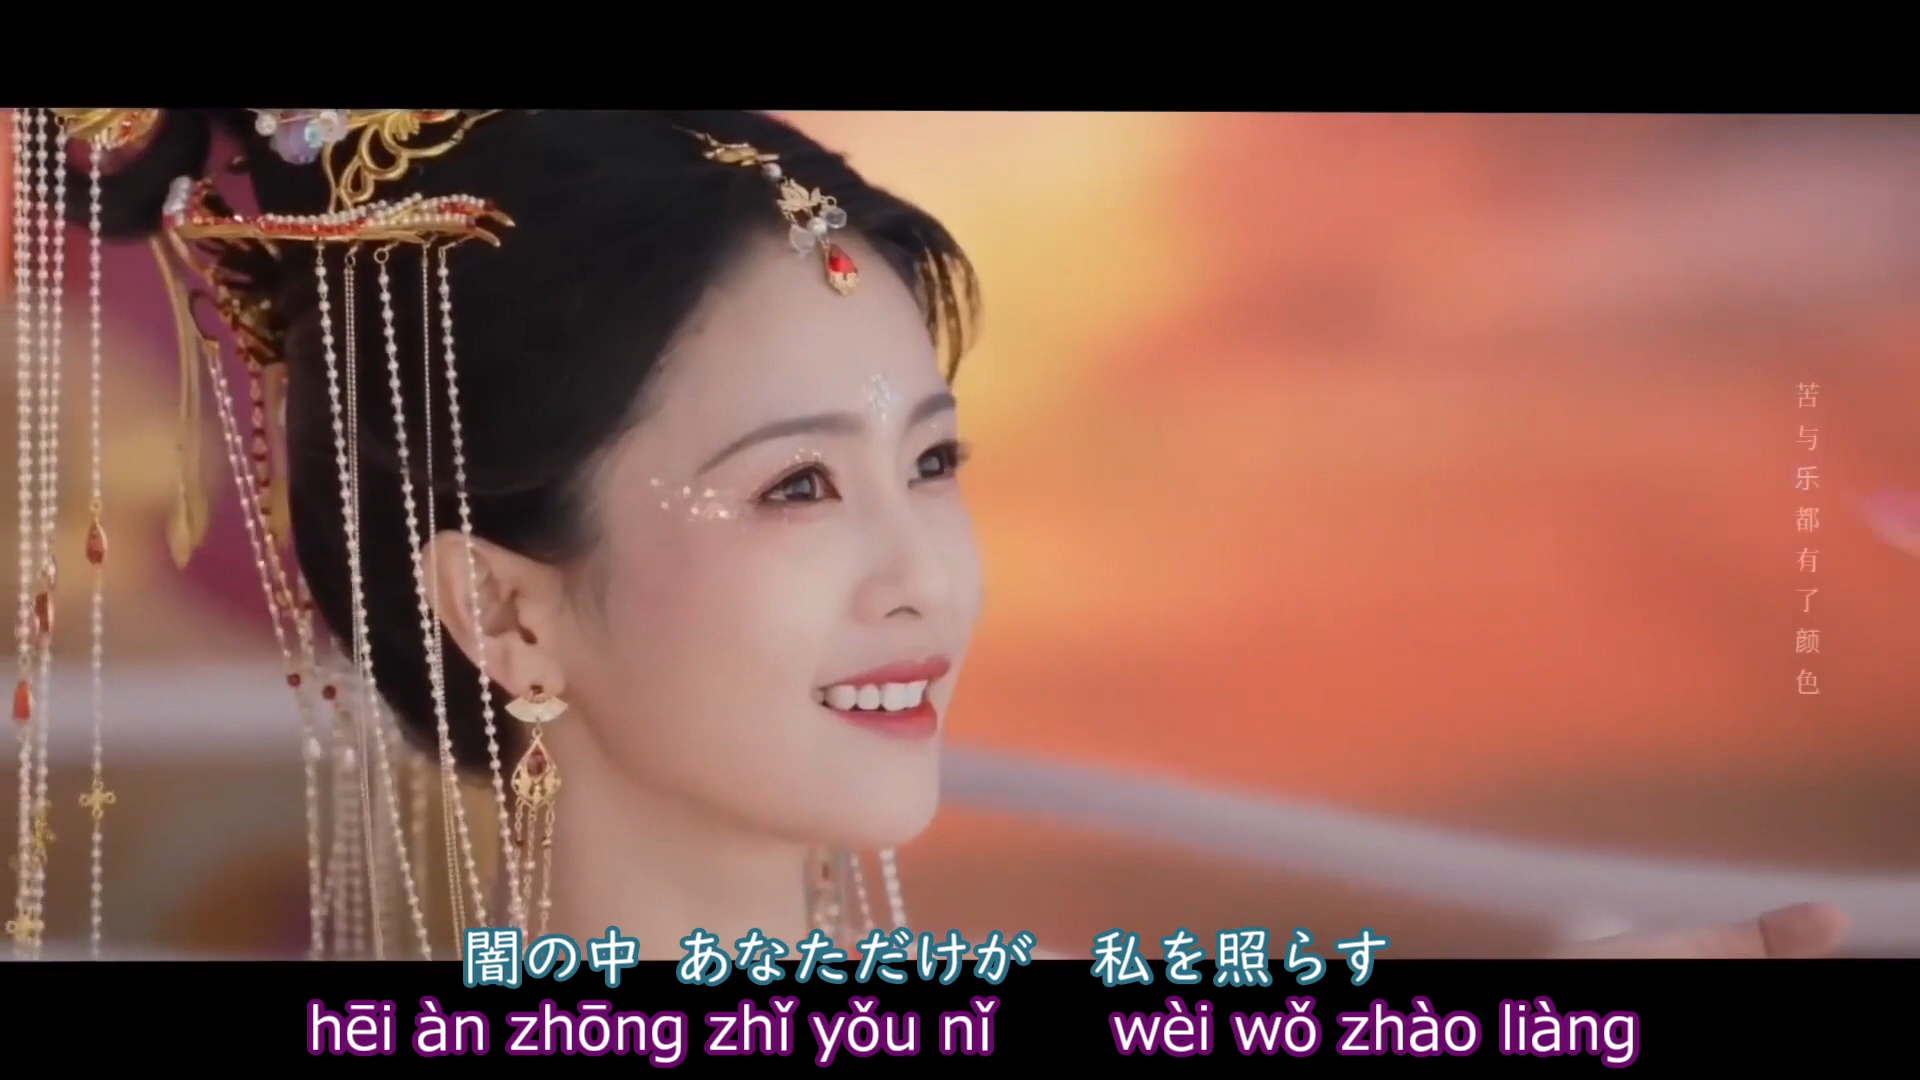 苦与乐都有了颜色
闇の中 あなただけが 私を照らす
hēi àn zhōng zhǐ yǒu nǐ wèi wǒ zhào liàng